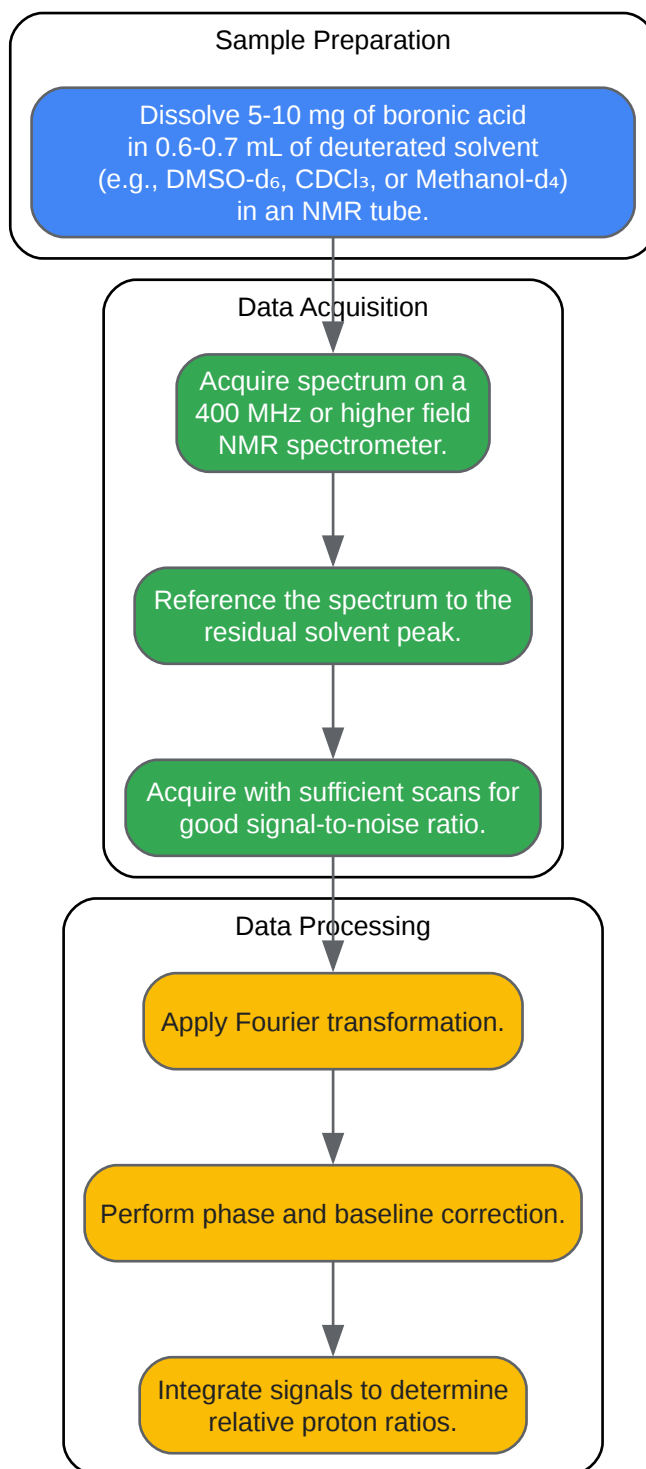 Sample Preparation
Dissolve 5-10 mg of boronic acid
in 0.6-0.7 mL of deuterated solvent
(e.g., DMSO-d₆, CDCl₃, or Methanol-d₄)
in an NMR tube.
Data Acquisition
Acquire spectrum on a
400 MHz or higher field
NMR spectrometer.
Reference the spectrum to the
residual solvent peak.
Acquire with sufficient scans for
good signal-to-noise ratio.
Data Processing
Apply Fourier transformation.
Perform phase and baseline correction.
Integrate signals to determine
relative proton ratios.